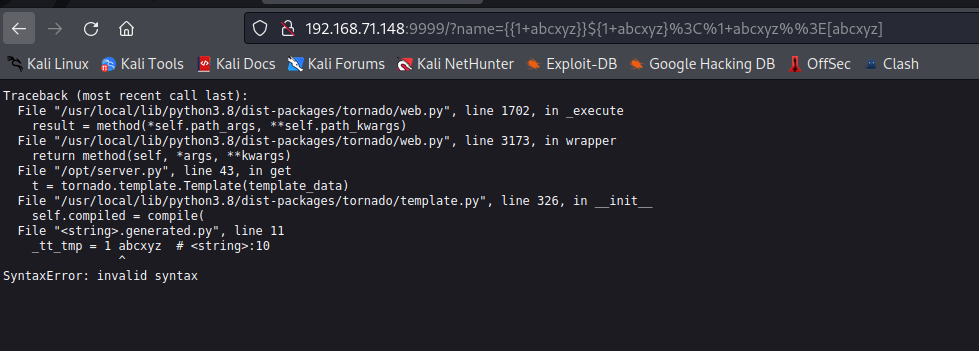 192.168.71.148:9999/?name={{1+abcxyz}}${1+abcxyz}%3C%1+abcxyz%%3E[abcxyz]
Kali Linux Kali Tools Kali Docs Kali Forums Kali NetHunter Exploit-DB Google Hacking DB OffSec Clash
Traceback (most recent call last):
  File "/usr/local/lib/python3.8/dist-packages/tornado/web.py", line 1702, in _execute
    result = method(*self.path_args, **self.path_kwargs)
  File "/usr/local/lib/python3.8/dist-packages/tornado/web.py", line 3173, in wrapper
    return method(self, *args, **kwargs)
  File "/opt/server.py", line 43, in get
    t = tornado.template.Template(template_data)
  File "/usr/local/lib/python3.8/dist-packages/tornado/template.py", line 326, in __init__
    self.compiled = compile(
  File "<string>.generated.py", line 11
    _tt_tmp = 1 abcxyz  # <string>:10
                ^
SyntaxError: invalid syntax